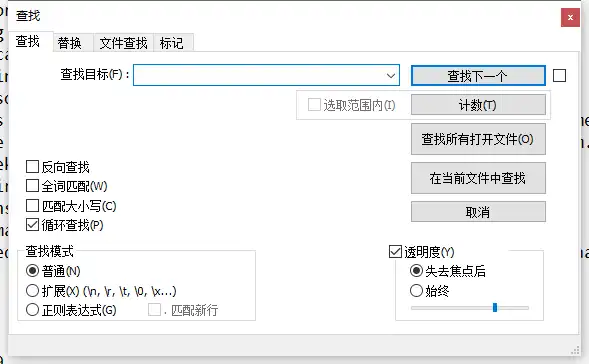 查找
查找 替换 文件查找 标记
查找目标(F) : 查找下一个
选取范围内(I) 计数(T)
查找所有打开文件(O)
反向查找
在当前文件中查找
全词匹配(W)
匹配大小写(C)
取消
循环查找(P)
查找模式 透明度(Y)
普通(N) 失去焦点后
扩展(X) (\n, \r, \t, \0, \x...) 始终
正则表达式(G) . 匹配新行